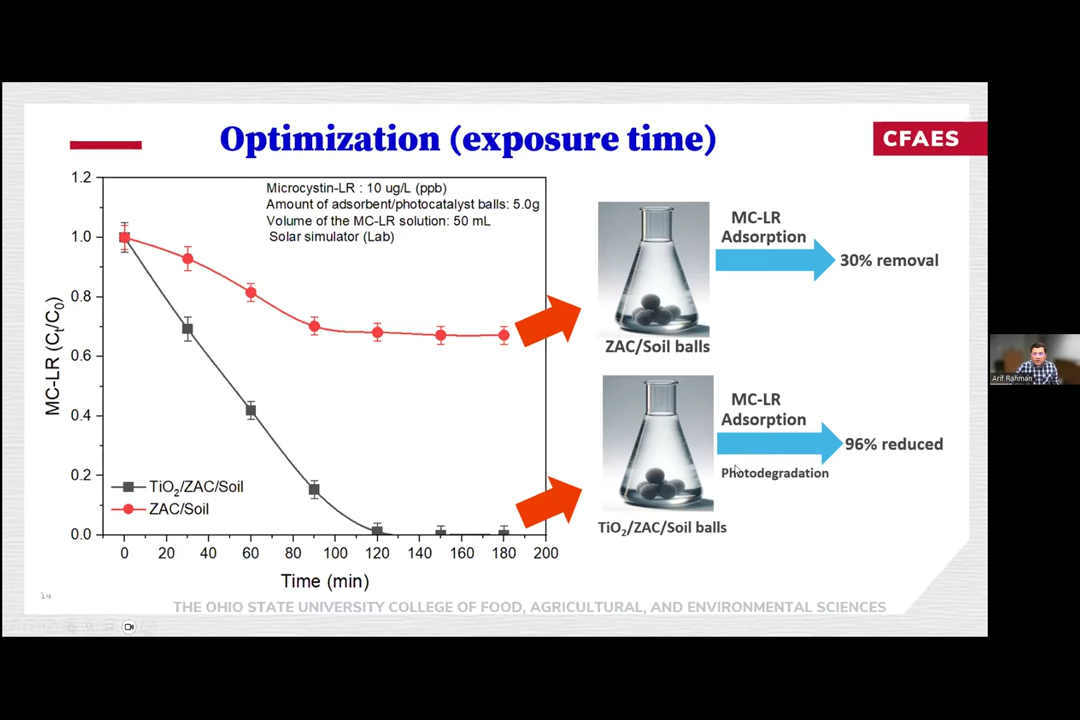 Optimization (exposure time)
CFAES
Microcystin-LR : 10 ug/L (ppb)
Amount of adsorbent/photocatalyst balls: 5.0g
Volume of the MC-LR solution: 50 mL
Solar simulator (Lab)
MC-LR (Ct/C0)
1.2
1.0
0.8
0.6
0.4
0.2
0.0
TiO2/ZAC/Soil
ZAC/Soil
0 20 40 60 80 100 120 140 160 180 200
Time (min)
MC-LR
Adsorption
30% removal
ZAC/Soil balls
MC-LR
Adsorption
96% reduced
Photodegradation
TiO2/ZAC/Soil balls
Arif Rahman
14
THE OHIO STATE UNIVERSITY COLLEGE OF FOOD, AGRICULTURAL, AND ENVIRONMENTAL SCIENCES